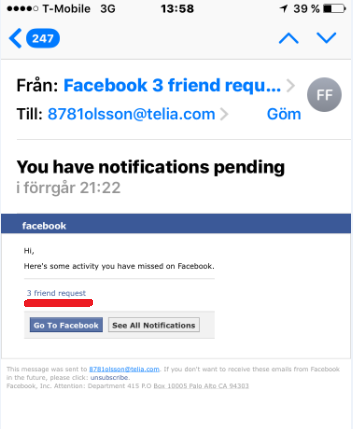 T-Mobile 3G 13:58 39 %
247
Från: Facebook 3 friend requ...
FF
Till: 8781olsson@telia.com Göm
You have notifications pending
i förrgår 21:22
facebook
Hi,
Here's some activity you have missed on Facebook.
3 friend request
Go To Facebook See All Notifications
This message was sent to 8781olsson@telia.com. If you don't want to receive these emails from Facebook
in the future, please click: unsubscribe.
Facebook, Inc. Attention: Department 415 P.O Box 10005 Palo Alto CA 94303